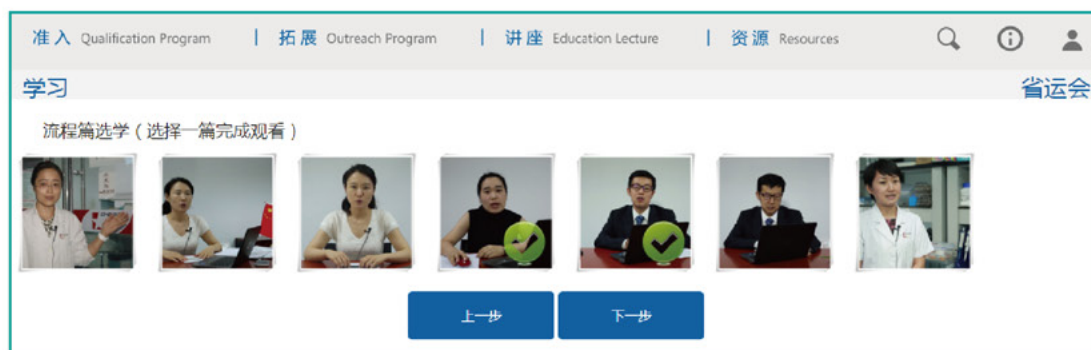 准入 Qualification Program | 拓展 Outreach Program | 讲座 Education Lecture | 资源 Resources
学习 省运会
流程篇选学（选择一篇完成观看）
上一步 下一步